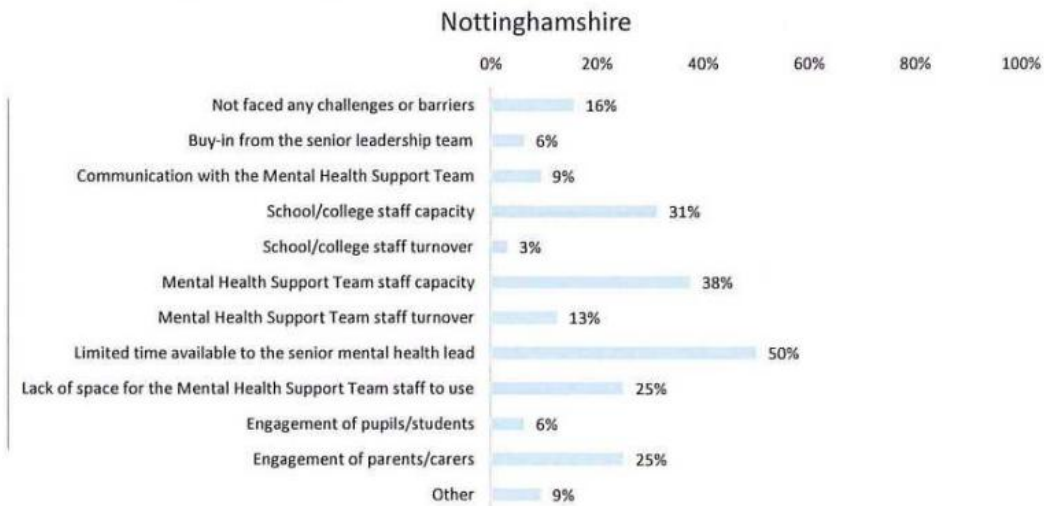 Nottinghamshire
0% 20% 40% 60% 80% 100%
Not faced any challenges or barriers 16%
Buy-in from the senior leadership team 6%
Communication with the Mental Health Support Team 9%
School/college staff capacity 31%
School/college staff turnover 3%
Mental Health Support Team staff capacity 38%
Mental Health Support Team staff turnover 13%
Limited time available to the senior mental health lead 50%
Lack of space for the Mental Health Support Team staff to use 25%
Engagement of pupils/students 6%
Engagement of parents/carers 25%
Other 9%